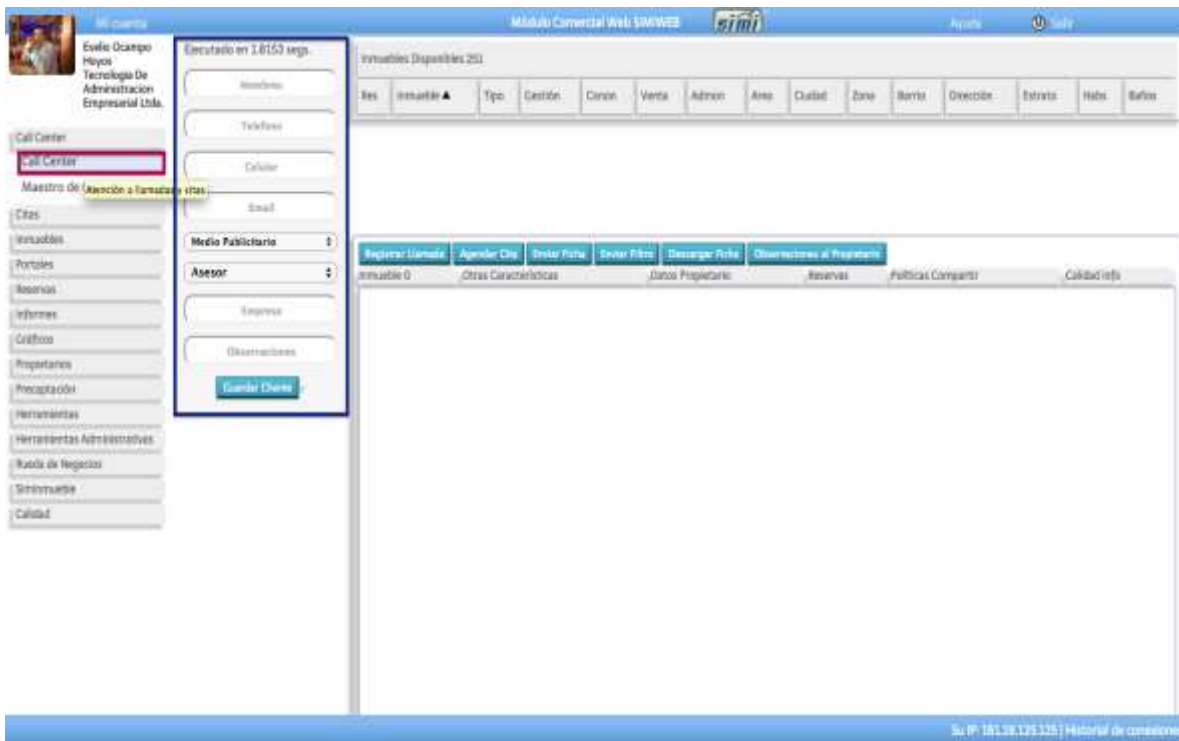 Mi cuenta
Módulo Comercial Web SIMIWEB
simi
Ayuda
Salir
Evelio Ocampo
Hoyos
Tecnologia De
Administracion
Empresarial Ltda.
Call Center
Call Center
Maestro de
Atención a llamadas y citas
Citas
Inmuebles
Portales
Reservas
Informes
Gráficos
Propietarios
Precaptación
Herramientas
Herramientas Administrativas
Rueda de Negocios
Siminmueble
Calidad
Ejecutado en 1.8153 segs.
Nombres
Telefono
Celular
Email
Medio Publicitario
Asesor
Empresa
Observaciones
Guardar Cliente
Inmuebles Disponibles 251
Res Inmueble ▲ Tipo Gestión Canon Venta Admon Area Ciudad Zona Barrio Dirección Estrato Habs Baños
Registrar Llamada Agendar Cita Enviar Ficha Enviar Filtro Descargar Ficha Observaciones al Propietario
Inmueble 0 Otras Características Datos Propietario Reservas Políticas Compartir Calidad Info
Su IP: 181.18.125.125 | Historial de conexione